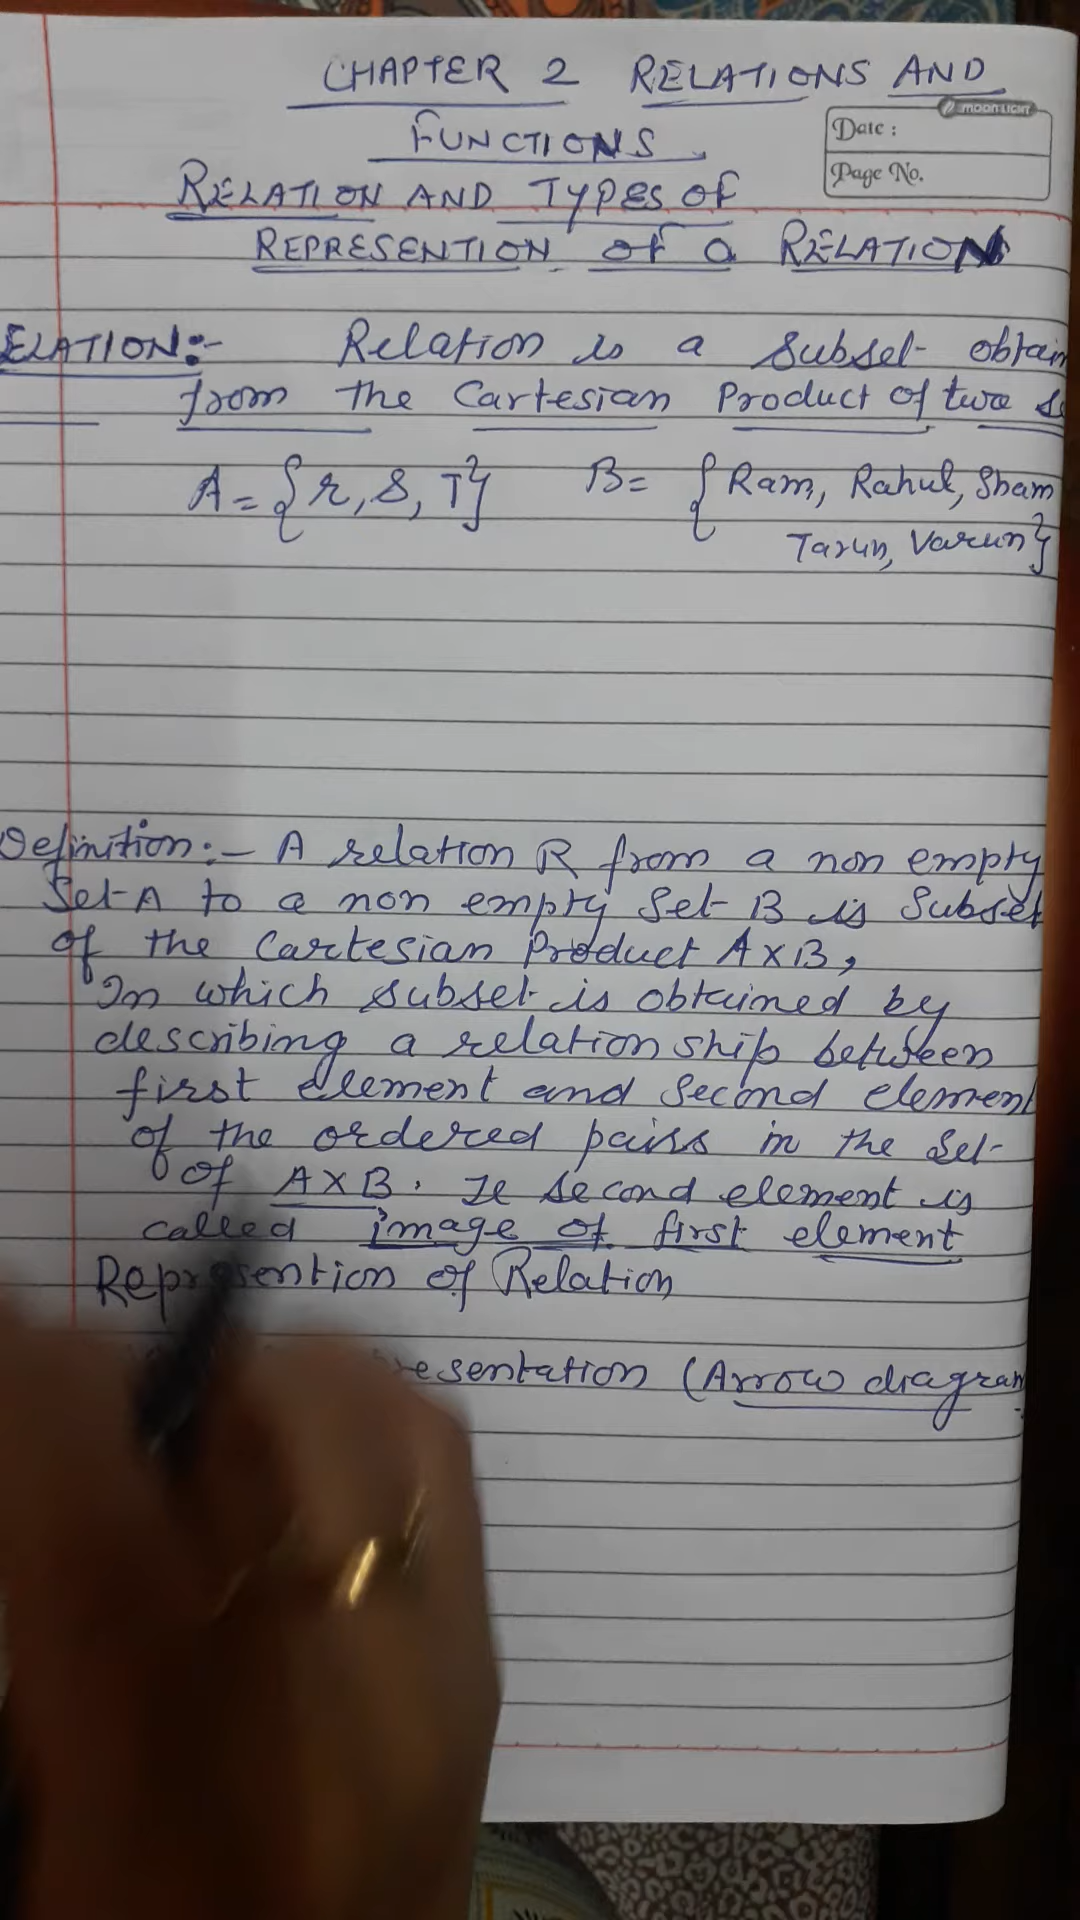 CHAPTER 2 RELATIONS AND
MOONLIGHT
FUNCTIONS
Date :
Page No.
RELATION AND TYPES Of
REPRESENTION of a RELATION
ELATION:- Relation is a Subset obtain
from the Cartesian Product of two
A = {r, S, T} B = { Ram, Rahul, Sham
Tarun, Varun}
Definition:- A relation R from a non empty
Set A to a non empty Set B is Subset
of the Cartesian Product A×B,
In which subset is obtained by
describing a relationship between
first element and Second element
of the ordered pairs in the Set
of A×B. Te second element is
called image of first element
Represention of Relation
esentation (Arrow diagram